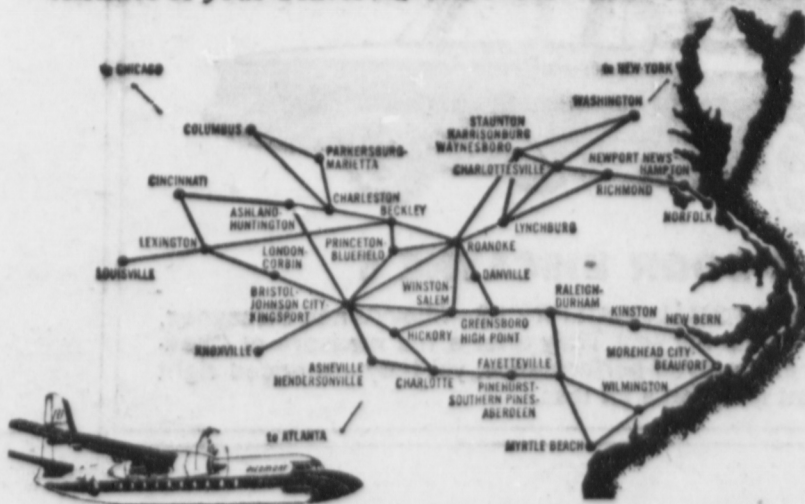 to CHICAGO
to NEW YORK
WASHINGTON
STAUNTON
HARRISONBURG
WAYNESBORO
COLUMBUS
PARKERSBURG-
MARIETTA
CHARLOTTESVILLE
NEWPORT NEWS-
HAMPTON
RICHMOND
NORFOLK
CINCINNATI
CHARLESTON
ASHLAND-
HUNTINGTON
BECKLEY
LYNCHBURG
LEXINGTON
PRINCETON-
BLUEFIELD
ROANOKE
LOUISVILLE
LONDON-
CORBIN
DANVILLE
BRISTOL-
JOHNSON CITY-
KINGSPORT
WINSTON-
SALEM
RALEIGH-
DURHAM
KINSTON
NEW BERN
GREENSBORO
HIGH POINT
HICKORY
KNOXVILLE
MOREHEAD CITY-
BEAUFORT
ASHEVILLE
HENDERSONVILLE
CHARLOTTE
FAYETTEVILLE
PINEHURST-
SOUTHERN PINES-
ABERDEEN
WILMINGTON
MYRTLE BEACH
to ATLANTA
PIEDMONT